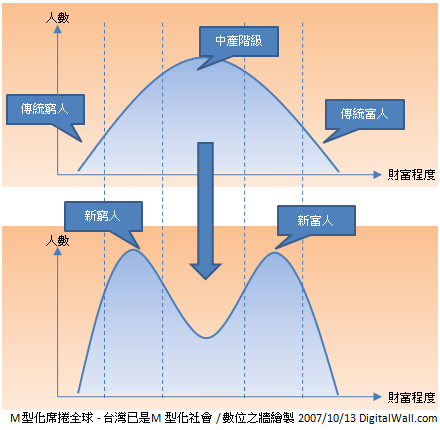 人數
中產階級
傳統窮人
傳統富人
財富程度
新窮人
新富人
人數
財富程度
M型化席捲全球 - 台灣已是M 型化社會 / 數位之牆繪製 2007/10/13 DigitalWall.com